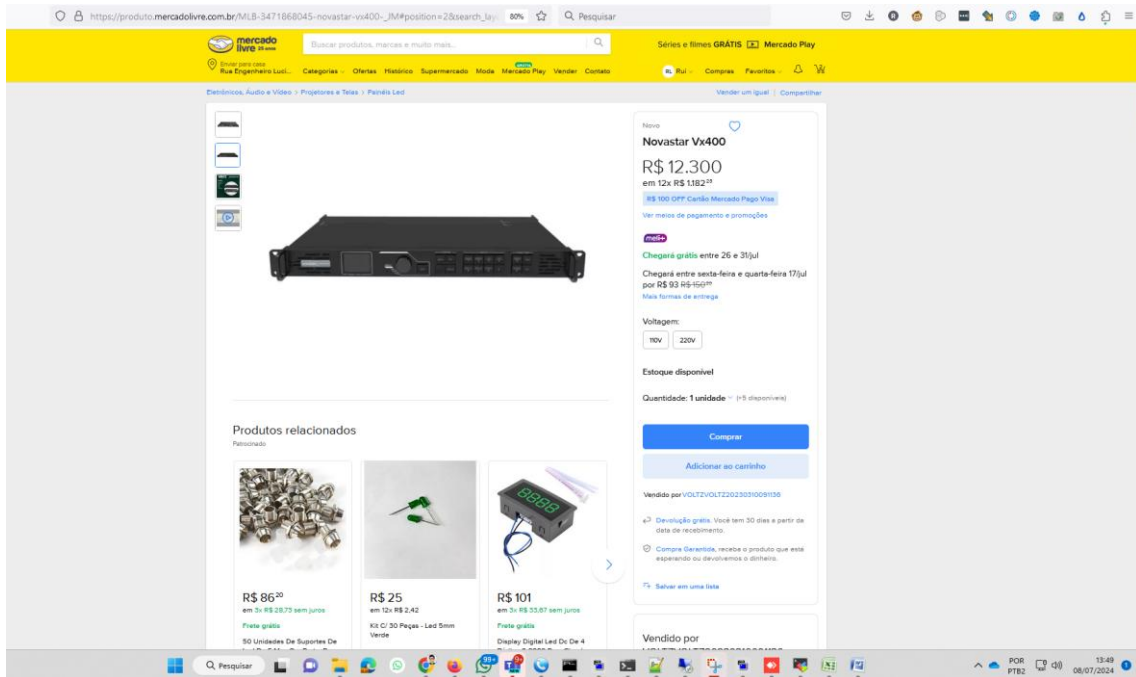 https://produto.mercadolivre.com.br/MLB-3471868045-novastar-vx400-_JM#position=2&search_lay
80%
Pesquisar
mercado
livre 25 anos
Buscar produtos, marcas e muito mais...
Séries e filmes GRÁTIS Mercado Play
Enviar para casa
Rua Engenheiro Luci...
Categorias Ofertas Histórico Supermercado Moda Mercado Play Vender Contato
RL Rui Compras Favoritos
Eletrônicos, Áudio e Vídeo > Projetores e Telas > Painéis Led
Vender um igual | Compartilhar
Novo
Novastar Vx400
R$ 12.300
em 12x R$ 1.182
R$ 100 OFF Cartão Mercado Pago Visa
Ver meios de pagamento e promoções
meli+
Chegará grátis entre 26 e 31/jul
Chegará entre sexta-feira e quarta-feira 17/jul
por R$ 93 R$ 150
Mais formas de entrega
Voltagem:
110V 220V
Estoque disponível
Quantidade: 1 unidade (+5 disponíveis)
Comprar
Adicionar ao carrinho
Vendido por VOLTZVOLTZ20230310091136
Devolução grátis. Você tem 30 dias a partir da
data de recebimento.
Compra Garantida, receba o produto que está
esperando ou devolvemos o dinheiro.
Salvar em uma lista
Vendido por
Produtos relacionados
Patrocinado
8888
R$ 86 20
em 3x R$ 28,73 sem juros
Frete grátis
50 Unidades De Suportes De
R$ 25
em 12x R$ 2,42
Kit C/ 30 Peças - Led 5mm
Verde
R$ 101
em 3x R$ 33,67 sem juros
Frete grátis
Display Digital Led Dc De 4
Pesquisar
99+
POR
PTB2
13:49
08/07/2024